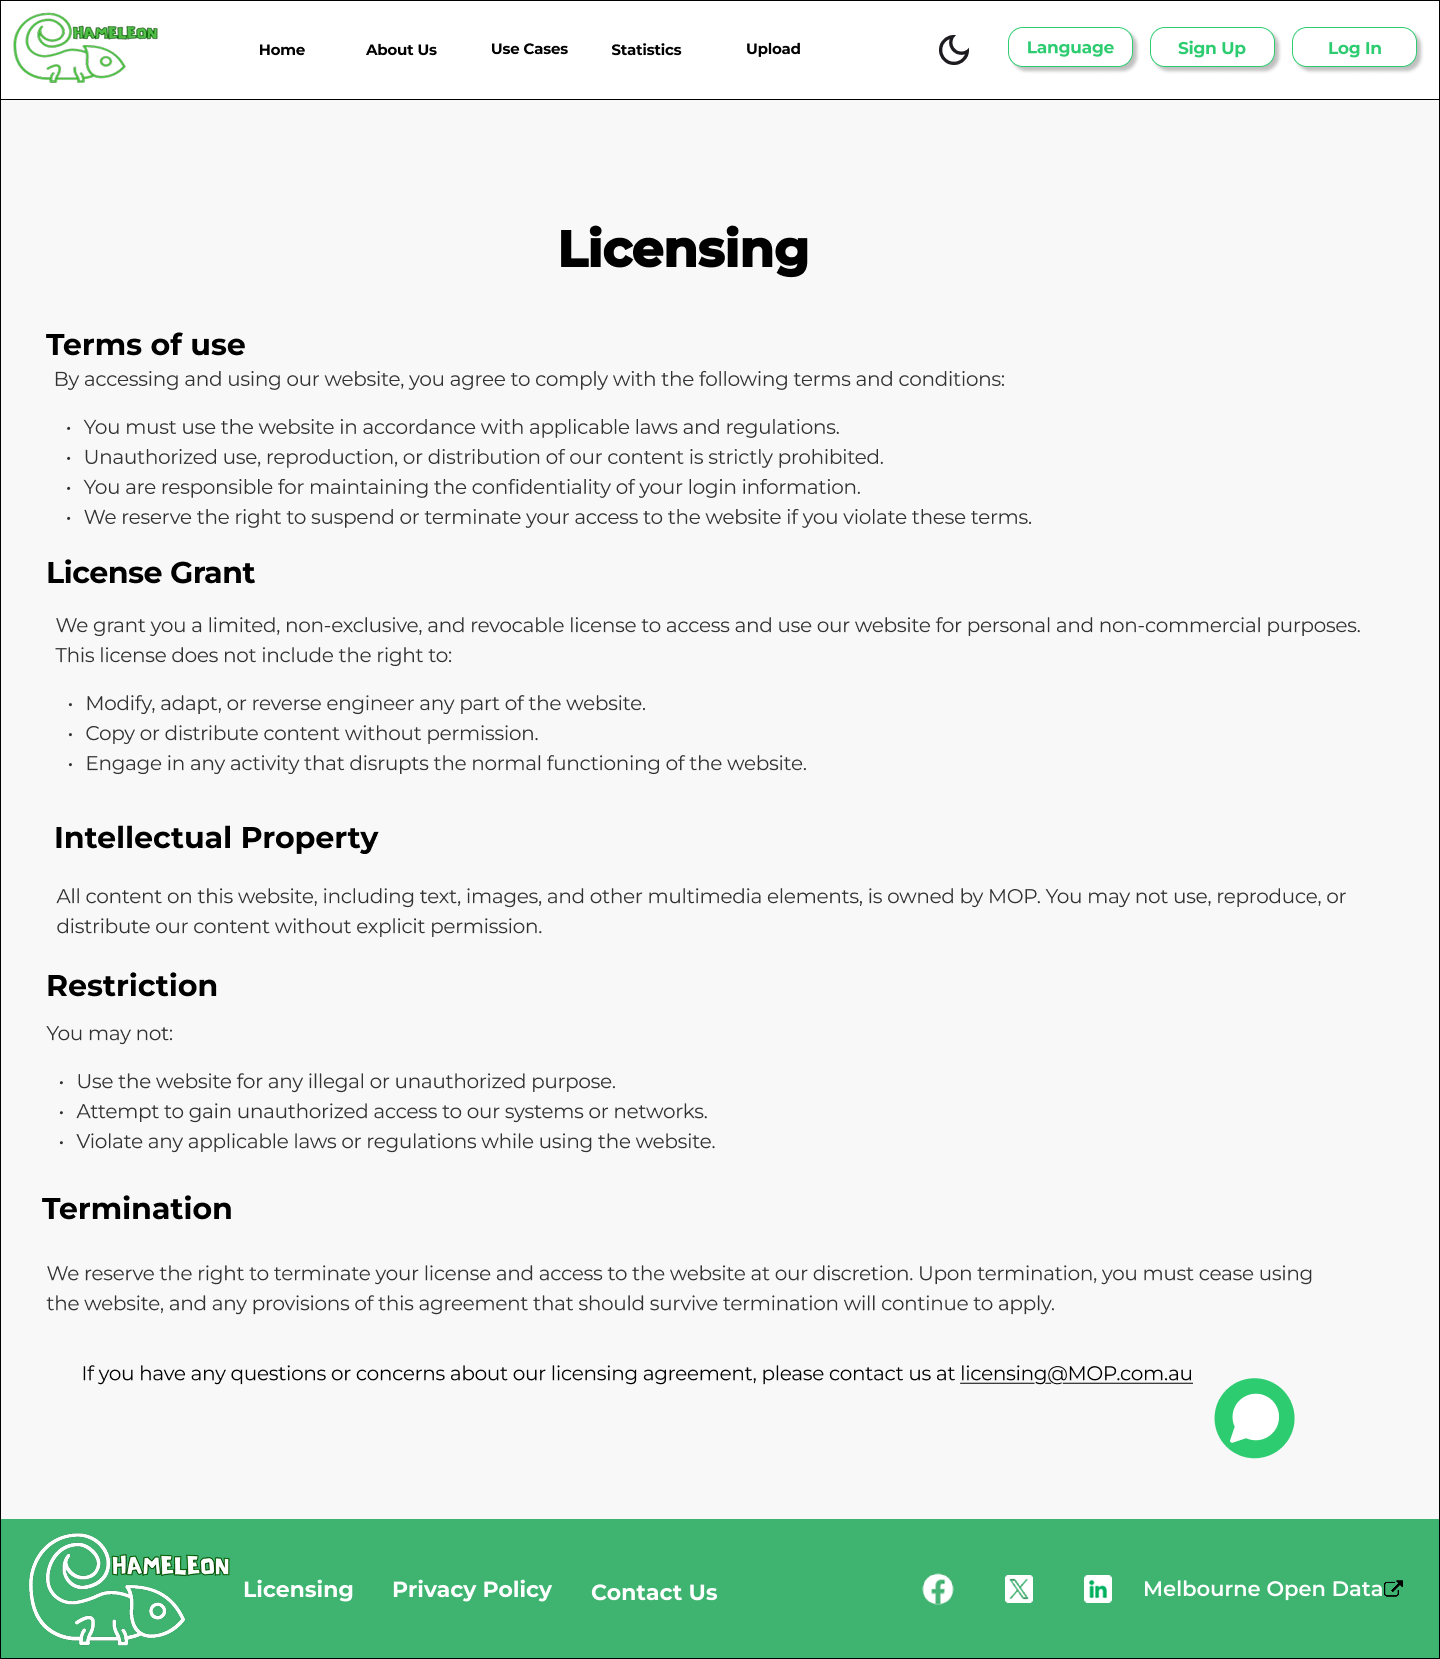 HAMELEON
Home About Us Use Cases Statistics Upload Language Sign Up Log In
Licensing
Terms of use
By accessing and using our website, you agree to comply with the following terms and conditions:
• You must use the website in accordance with applicable laws and regulations.
• Unauthorized use, reproduction, or distribution of our content is strictly prohibited.
• You are responsible for maintaining the confidentiality of your login information.
• We reserve the right to suspend or terminate your access to the website if you violate these terms.
License Grant
We grant you a limited, non-exclusive, and revocable license to access and use our website for personal and non-commercial purposes.
This license does not include the right to:
• Modify, adapt, or reverse engineer any part of the website.
• Copy or distribute content without permission.
• Engage in any activity that disrupts the normal functioning of the website.
Intellectual Property
All content on this website, including text, images, and other multimedia elements, is owned by MOP. You may not use, reproduce, or
distribute our content without explicit permission.
Restriction
You may not:
• Use the website for any illegal or unauthorized purpose.
• Attempt to gain unauthorized access to our systems or networks.
• Violate any applicable laws or regulations while using the website.
Termination
We reserve the right to terminate your license and access to the website at our discretion. Upon termination, you must cease using
the website, and any provisions of this agreement that should survive termination will continue to apply.
If you have any questions or concerns about our licensing agreement, please contact us at licensing@MOP.com.au
HAMELEON
Licensing Privacy Policy Contact Us Melbourne Open Data